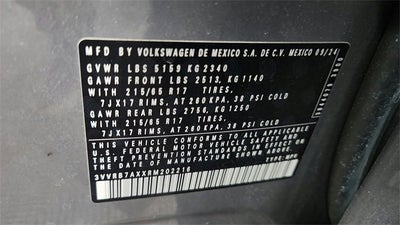 MFD BY VOLKSWAGEN DE MEXICO S.A. DE C.V. MEXICO 09/24
GVWR LBS 5159 KG 2340
GAWR FRONT LBS 2513, KG 1140
WITH 215/65 R17 TIRES.
7JX17 RIMS, AT 260 KPA, 38 PSI COLD
GAWR REAR LBS 2756, KG 1250
WITH 215/65 R17 TIRES.
7JX17 RIMS, AT 260 KPA, 38 PSI COLD
THIS VEHICLE CONFORMS TO ALL APPLICABLE
U.S. FEDERAL MOTOR VEHICLE SAFETY AND
THEFT PREVENTION STANDARDS IN EFFECT ON
THE DATE OF MANUFACTURE SHOWN ABOVE.
3VVRB7AXXRM202218
TYPE: MPV